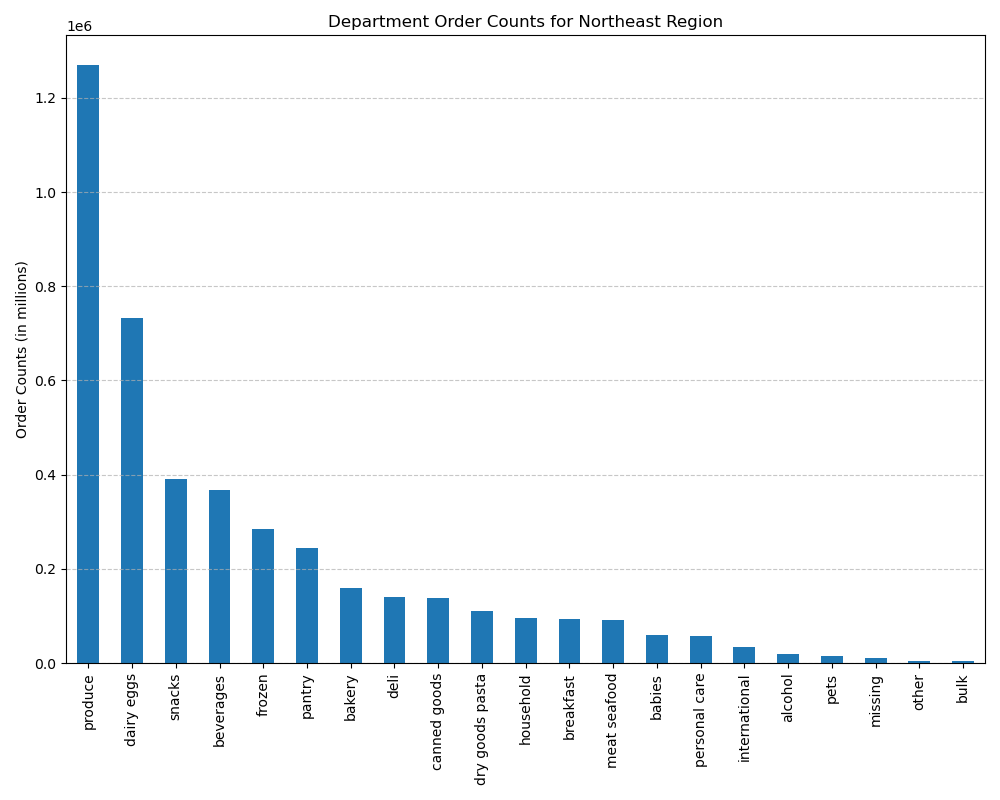 Department Order Counts for Northeast Region
1e6
1.2
1.0
0.8
0.6
0.4
0.2
0.0
Order Counts (in millions)
produce
dairy eggs
snacks
beverages
frozen
pantry
bakery
deli
canned goods
dry goods pasta
household
breakfast
meat seafood
babies
personal care
international
alcohol
pets
missing
other
bulk